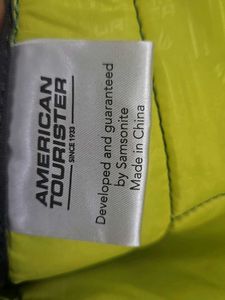 AMERICAN
TOURISTER
SINCE 1933
Developed and guaranteed
by Samsonite
Made in China